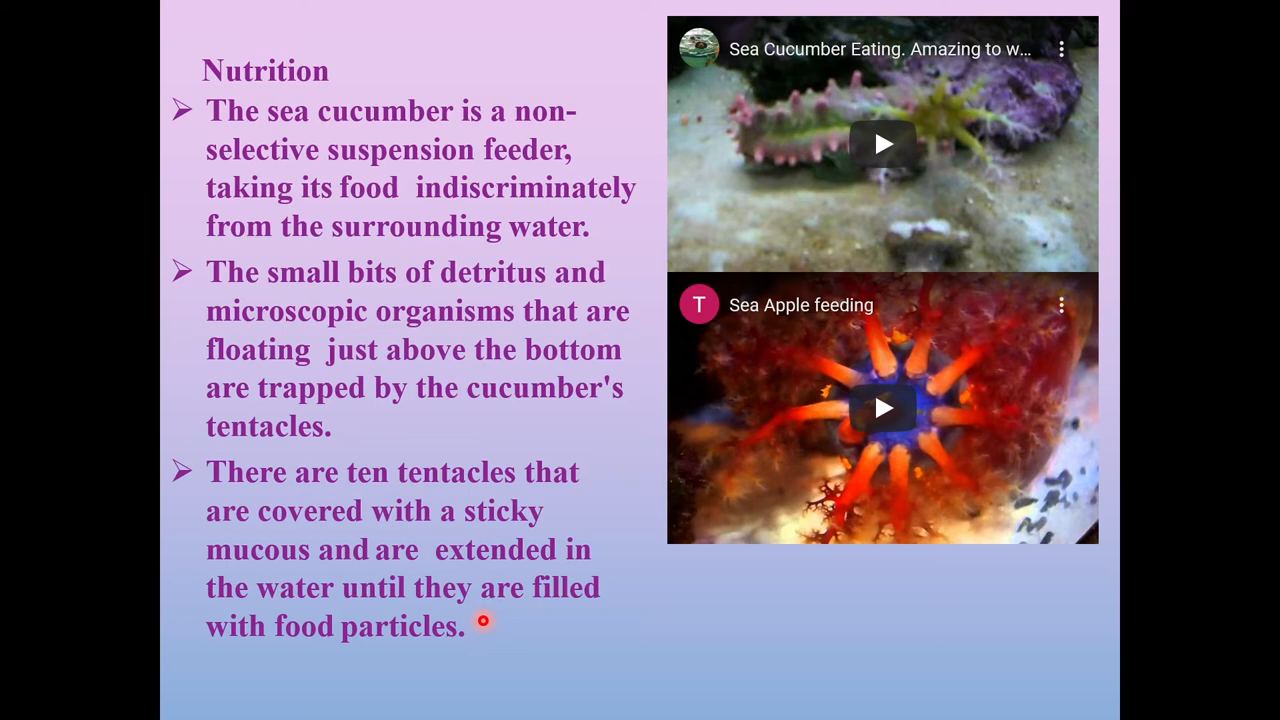 Nutrition
➢ The sea cucumber is a non-
selective suspension feeder,
taking its food indiscriminately
from the surrounding water.
➢ The small bits of detritus and
microscopic organisms that are
floating just above the bottom
are trapped by the cucumber's
tentacles.
➢ There are ten tentacles that
are covered with a sticky
mucous and are extended in
the water until they are filled
with food particles.
Sea Cucumber Eating. Amazing to w...
T
Sea Apple feeding